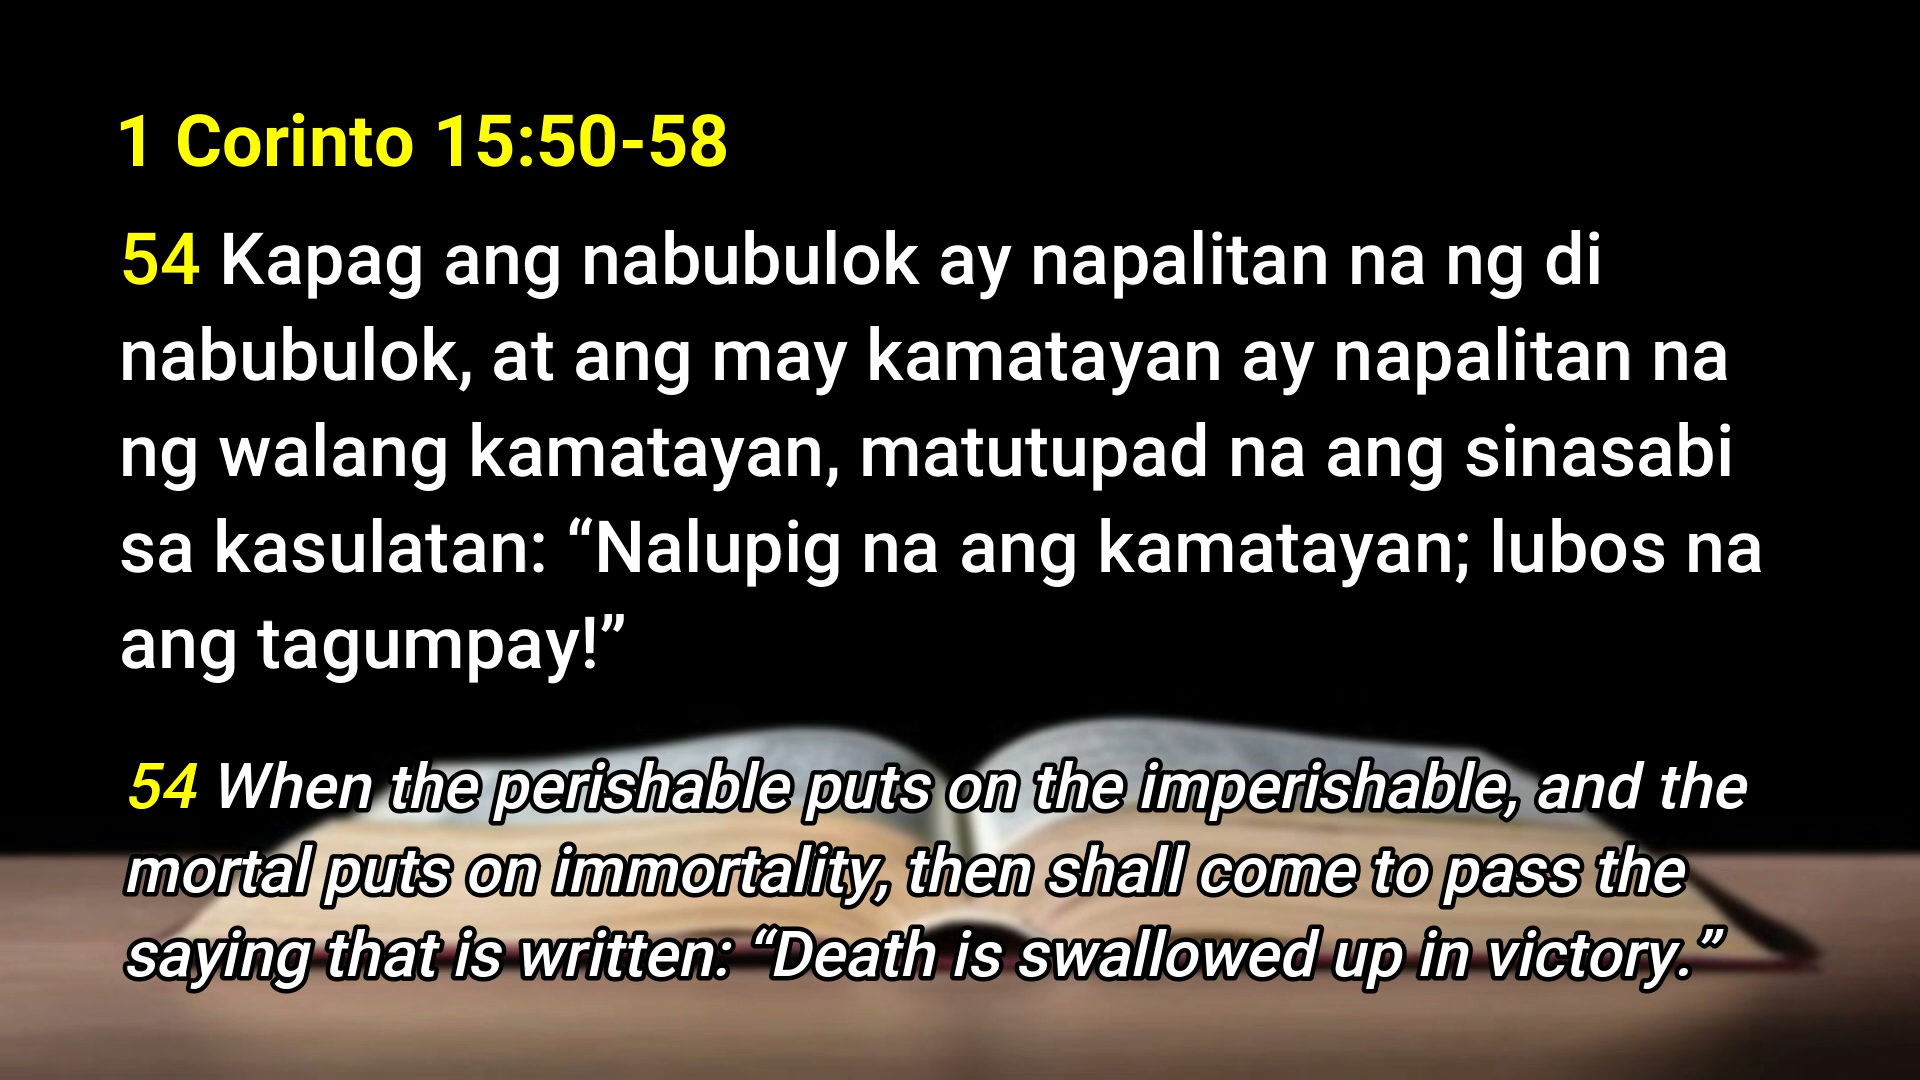 1 Corinto 15:50-58
54 Kapag ang nabubulok ay napalitan na ng di
nabubulok, at ang may kamatayan ay napalitan na
ng walang kamatayan, matutupad na ang sinasabi
sa kasulatan: “Nalupig na ang kamatayan; lubos na
ang tagumpay!”
54 When the perishable puts on the imperishable, and the
mortal puts on immortality, then shall come to pass the
saying that is written: “Death is swallowed up in victory.”